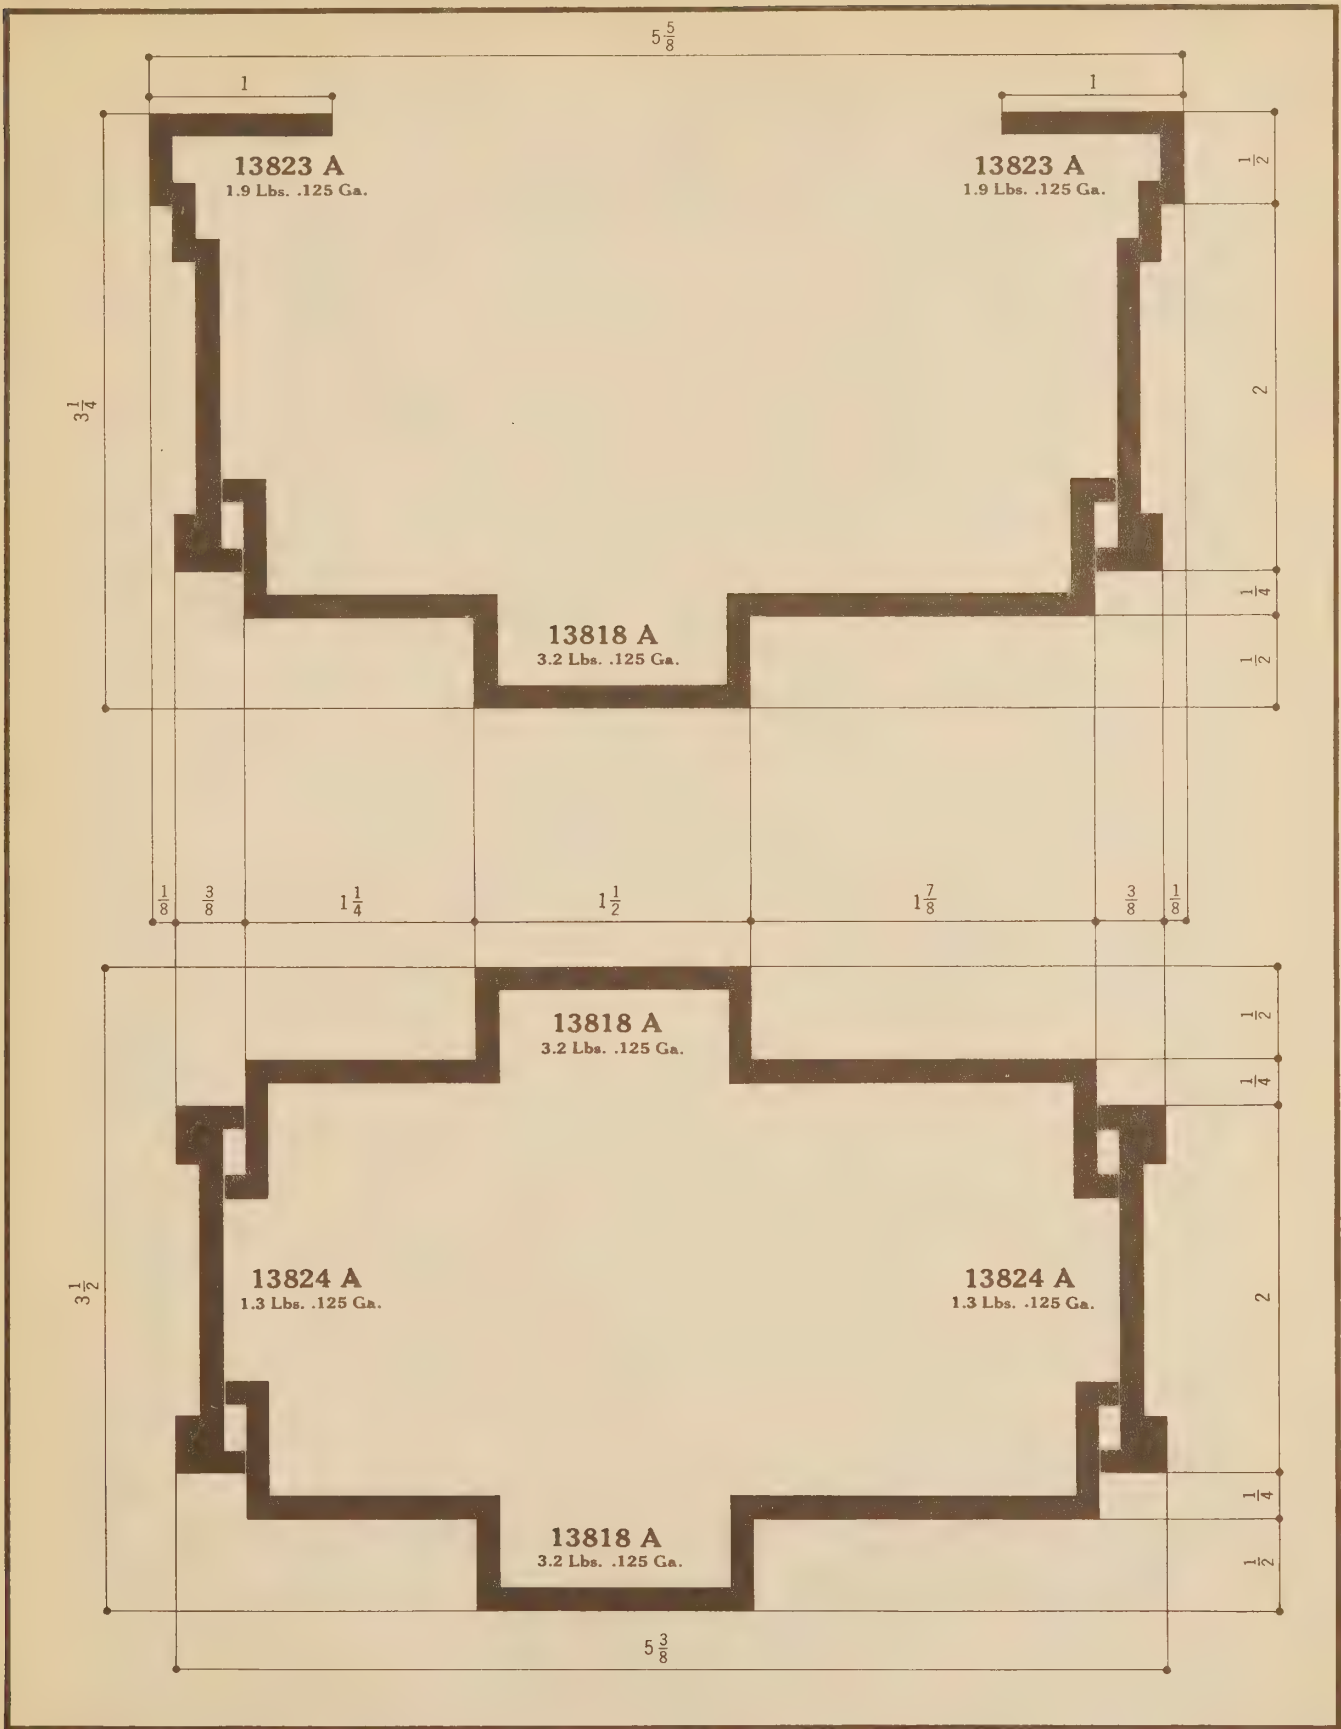 5 5/8
1
1
13823 A
1.9 Lbs. .125 Ga.
13823 A
1.9 Lbs. .125 Ga.
1/2
3 1/4
2
1/4
13818 A
3.2 Lbs. .125 Ga.
1/2
1/8
3/8
1 1/4
1 1/2
1 7/8
3/8
1/8
13818 A
3.2 Lbs. .125 Ga.
1/2
1/4
3 1/2
13824 A
1.3 Lbs. .125 Ga.
13824 A
1.3 Lbs. .125 Ga.
2
1/4
13818 A
3.2 Lbs. .125 Ga.
1/2
5 3/8